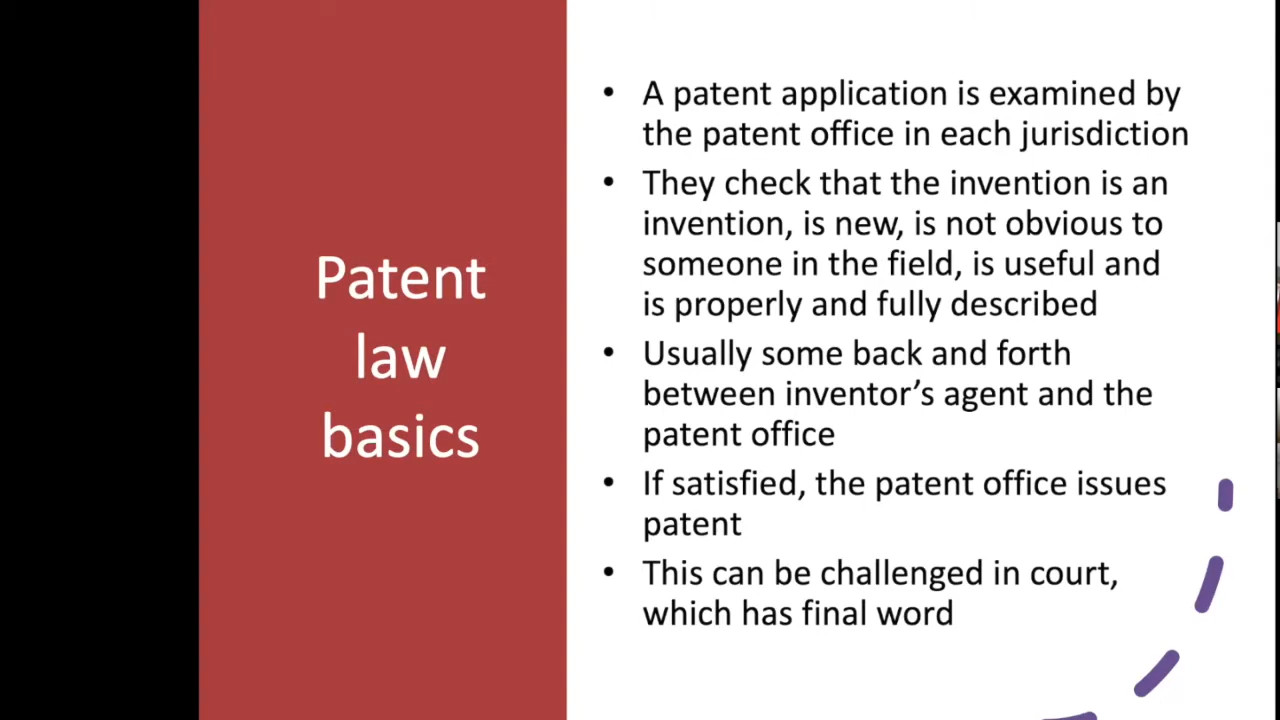 Patent
law
basics
• A patent application is examined by
the patent office in each jurisdiction
• They check that the invention is an
invention, is new, is not obvious to
someone in the field, is useful and
is properly and fully described
• Usually some back and forth
between inventor’s agent and the
patent office
• If satisfied, the patent office issues
patent
• This can be challenged in court,
which has final word